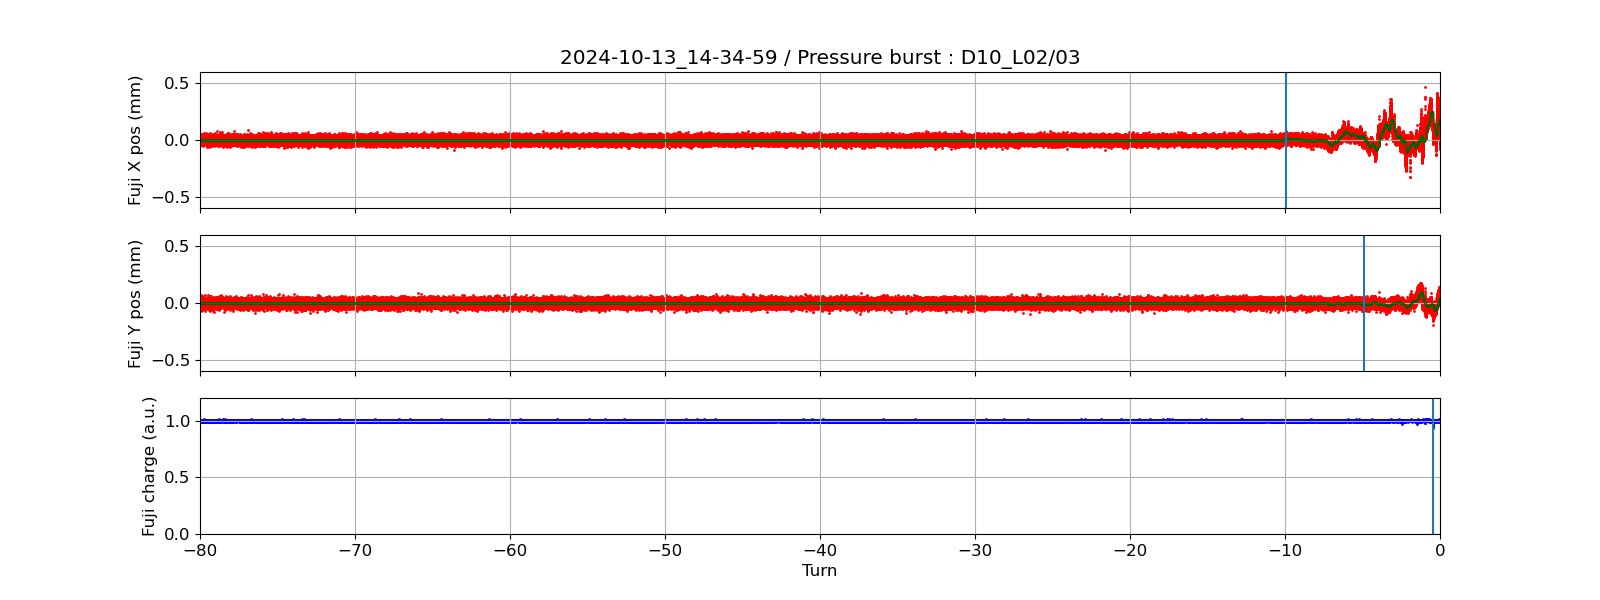 2024-10-13_14-34-59 / Pressure burst : D10_L02/03
Fuji X pos (mm)
0.5
0.0
−0.5
Fuji Y pos (mm)
0.5
0.0
−0.5
Fuji charge (a.u.)
1.0
0.5
0.0
−80 −70 −60 −50 −40 −30 −20 −10 0
Turn